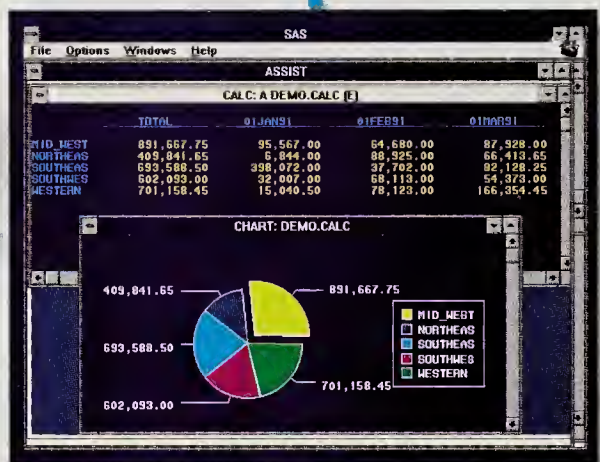 SAS
File Options Windows Help
ASSIST
CALC: A DEMO.CALC (E)
TOTAL 01JAN91 01FEB91 01MAR91
MID_WEST 891,667.75 95,567.00 64,680.00 87,928.00
NORTHEAS 409,841.65 6,844.00 88,925.00 66,413.65
SOUTHEAS 693,588.50 398,072.00 37,702.00 82,128.25
SOUTHWES 602,093.00 32,007.00 68,113.00 54,373.00
WESTERN 701,158.45 15,040.50 78,123.00 166,354.45
CHART: DEMO.CALC
409,841.65
891,667.75
693,588.50
701,158.45
602,093.00
MID_WEST
NORTHEAS
SOUTHEAS
SOUTHWES
WESTERN